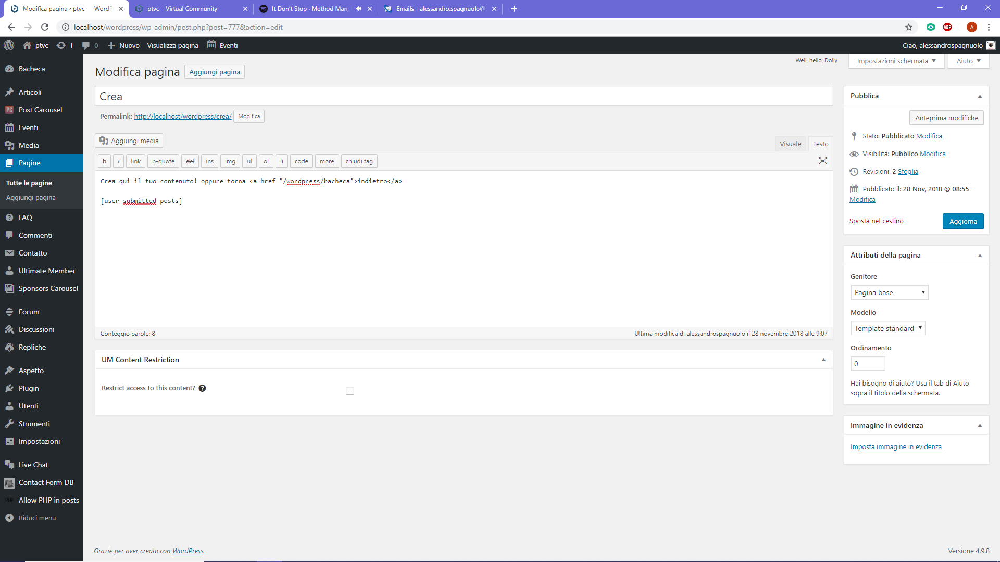 Modifica pagina ‹ ptvc — WordP
ptvc – Virtual Community
It Don't Stop · Method Man,
Emails - alessandro.spagnuolo@
localhost/wordpress/wp-admin/post.php?post=777&action=edit
ABP
A
ptvc
1
0
Nuovo
Visualizza pagina
Eventi
Ciao, alessandrospagnuolo
Bacheca
Articoli
PC Post Carousel
Eventi
Media
Pagine
Tutte le pagine
Aggiungi pagina
FAQ
Commenti
Contatto
Ultimate Member
Sponsors Carousel
Forum
Discussioni
Repliche
Aspetto
Plugin
Utenti
Strumenti
Impostazioni
Live Chat
Contact Form DB
PHP Allow PHP in posts
Riduci menu
Well, hello, Dolly
Impostazioni schermata
Aiuto
Modifica pagina
Aggiungi pagina
Crea
Permalink: http://localhost/wordpress/crea/ Modifica
Aggiungi media
Visuale
Testo
b
i
link
b-quote
del
ins
img
ul
ol
li
code
more
chiudi tag
Crea qui il tuo contenuto! oppure torna <a href="/wordpress/bacheca">indietro</a>
[user-submitted-posts]
Conteggio parole: 8
Ultima modifica di alessandrospagnuolo il 28 novembre 2018 alle 9:07
UM Content Restriction
Restrict access to this content?
Pubblica
Anteprima modifiche
Stato: Pubblicato Modifica
Visibilità: Pubblico Modifica
Revisioni: 2 Sfoglia
Pubblicato il: 28 Nov, 2018 @ 08:55
Modifica
Sposta nel cestino
Aggiorna
Attributi della pagina
Genitore
Pagina base
Modello
Template standard
Ordinamento
0
Hai bisogno di aiuto? Usa il tab di Aiuto
sopra il titolo della schermata.
Immagine in evidenza
Imposta immagine in evidenza
Grazie per aver creato con WordPress.
Versione 4.9.8